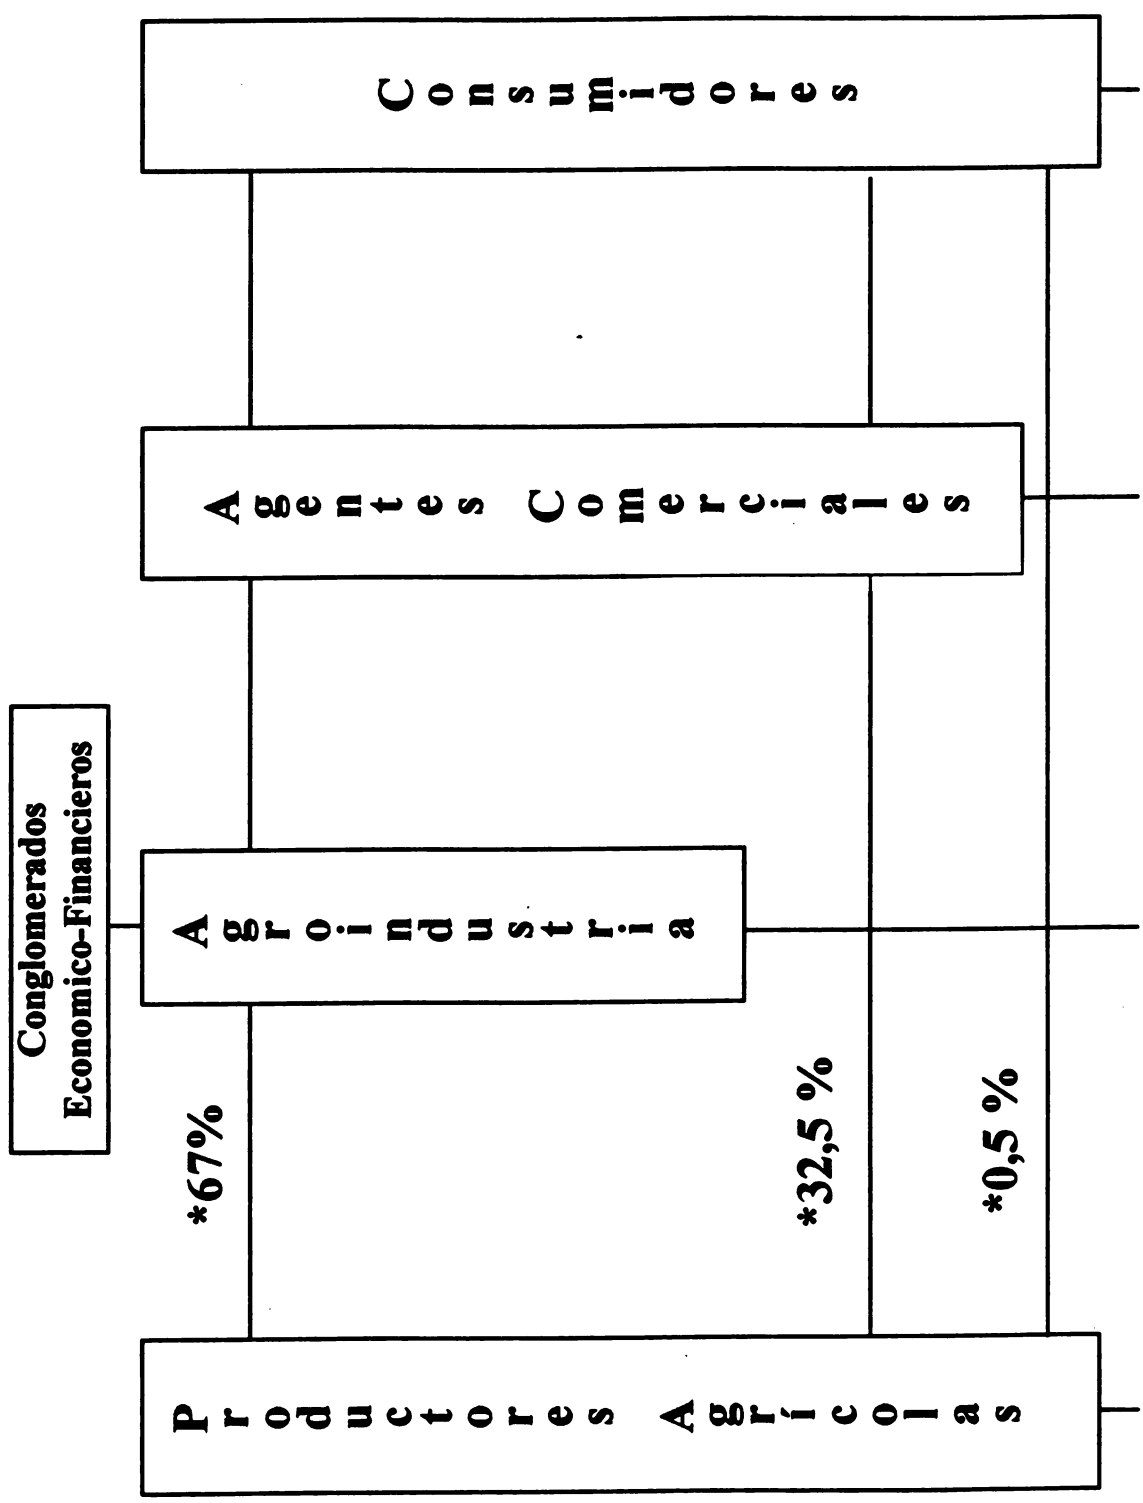 Conglomerados
Economico-Financieros
Productores Agrícolas
Agroindustria
Agentes Comerciales
Consumidores
*67%
*32,5 %
*0,5 %